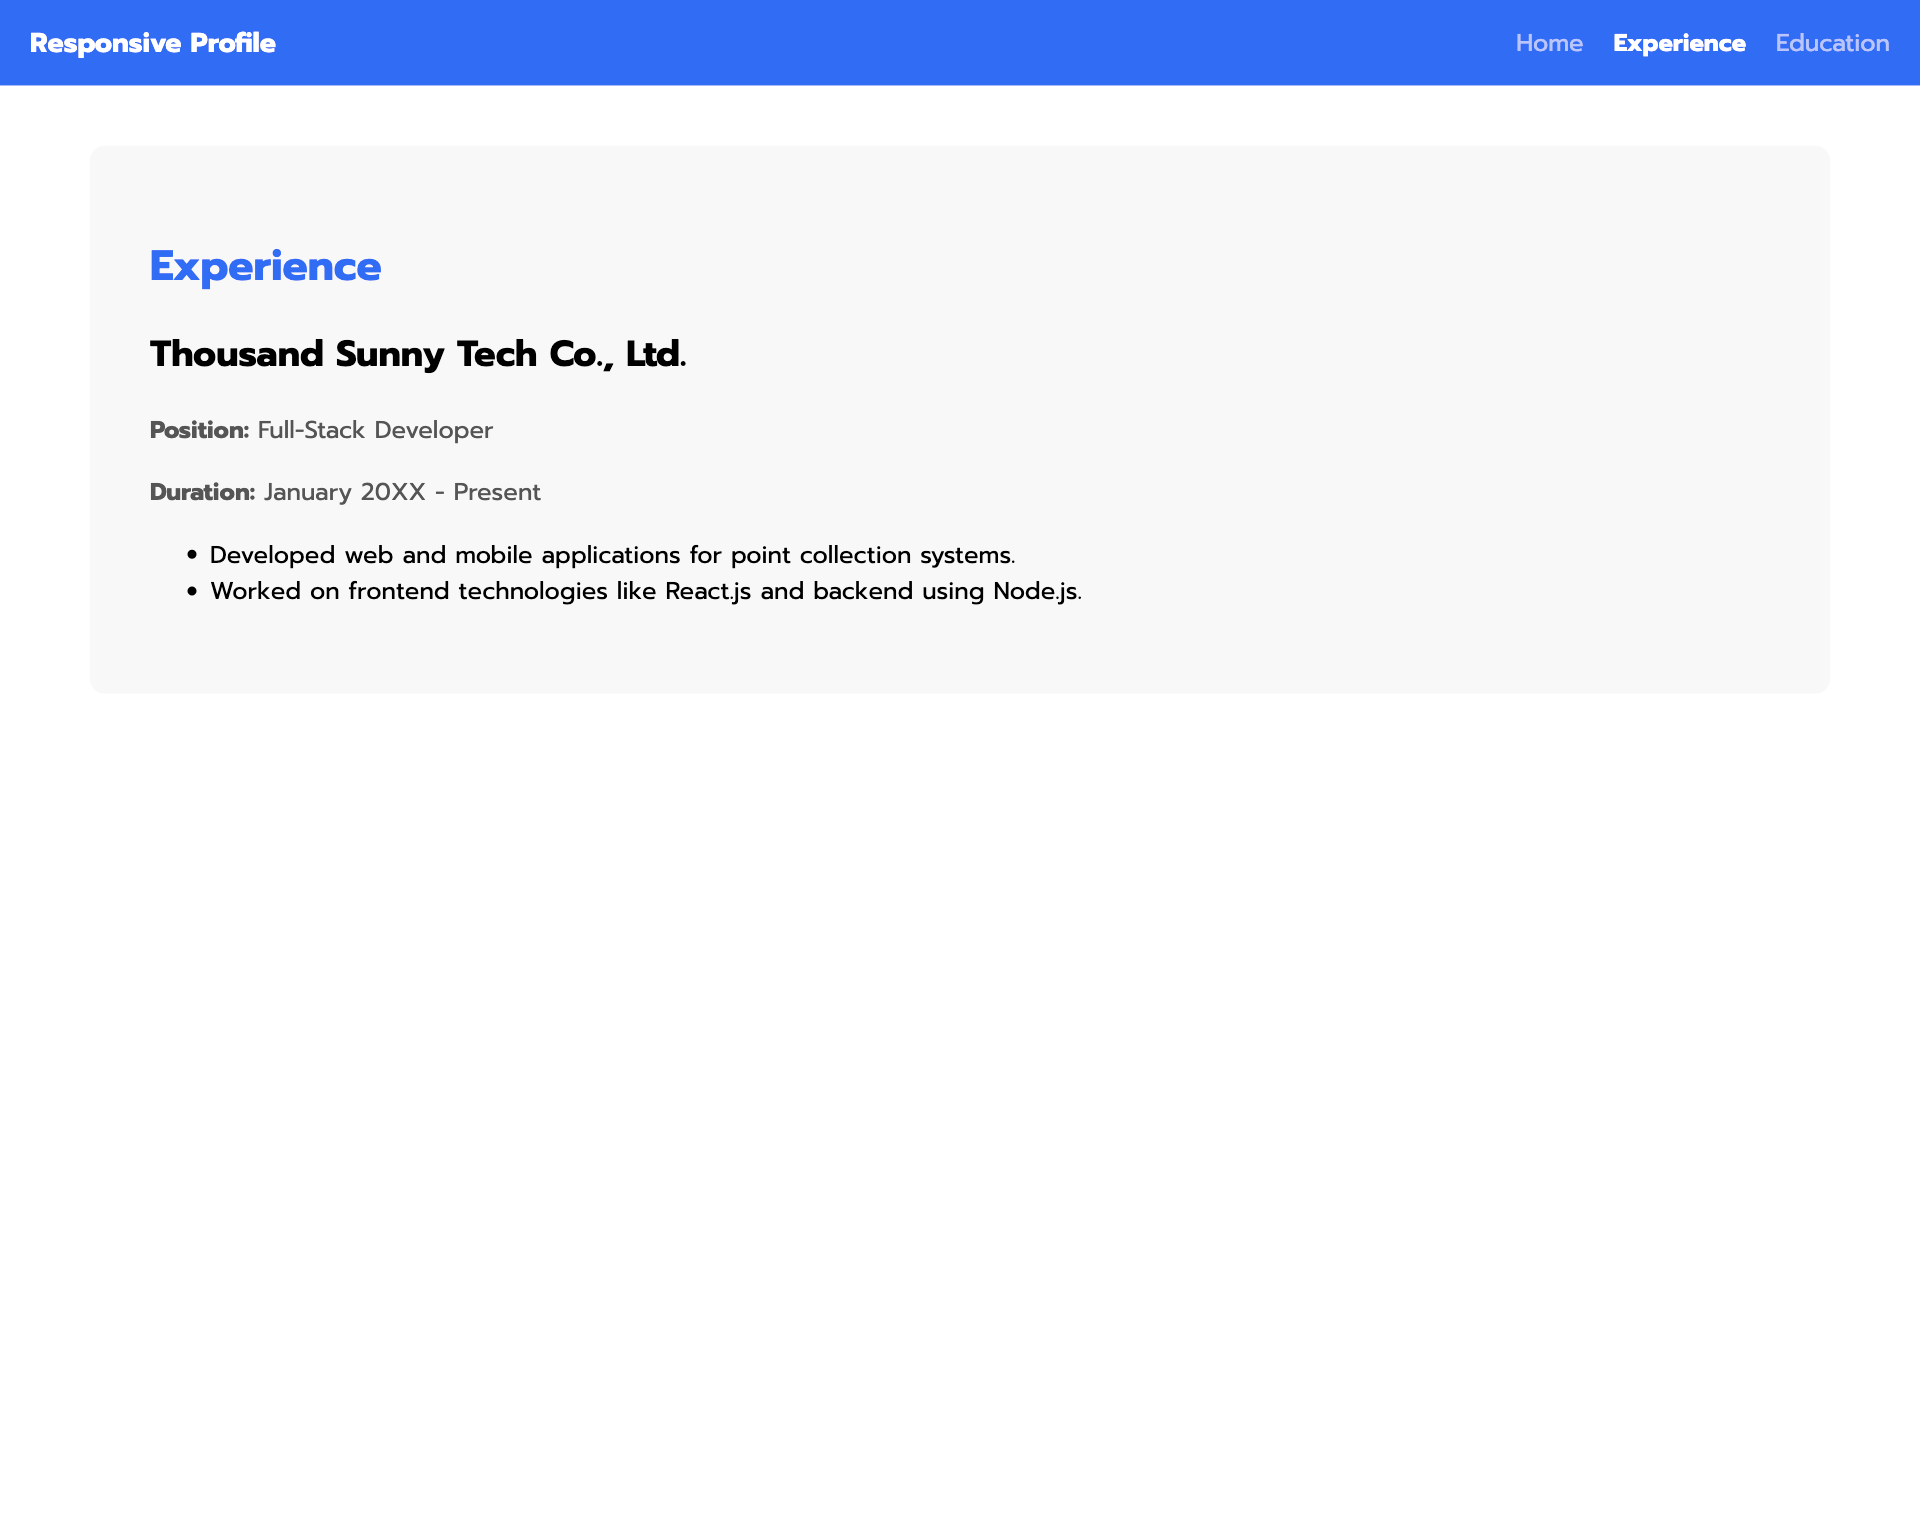 Responsive Profile
Home Experience Education
Experience
Thousand Sunny Tech Co., Ltd.
Position: Full-Stack Developer
Duration: January 20XX - Present
• Developed web and mobile applications for point collection systems.
• Worked on frontend technologies like React.js and backend using Node.js.